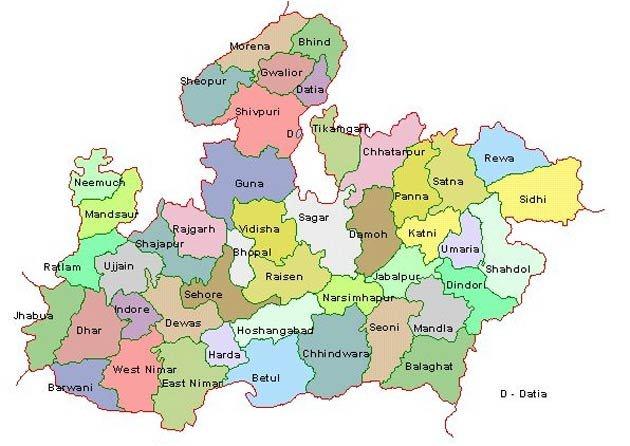 Morena
Bhind
Sheopur
Gwalior
Datia
Shivpuri
D
Tikamgarh
Chhatarpur
Rewa
Neemuch
Guna
Panna
Satna
Sidhi
Mandsaur
Rajgarh
Vidisha
Sagar
Damoh
Katni
Umaria
Shajapur
Bhopal
Ratlam
Ujjain
Raisen
Jabalpur
Shahdol
Dindori
Sehore
Narsimhapur
Jhabua
Indore
Dewas
Dhar
Hoshangabad
Seoni
Mandla
Harda
Chhindwara
West Nimar
Balaghat
Barwani
East Nimar
Betul
D - Datia